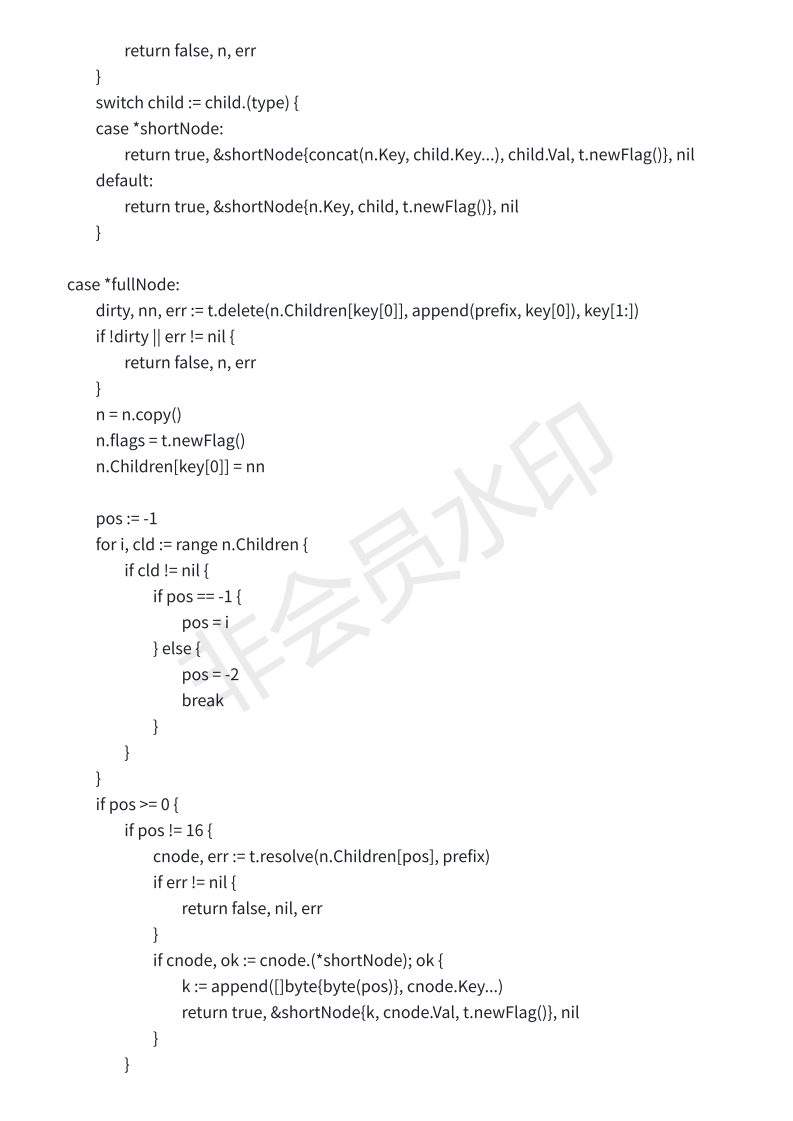 return false, n, err
}
switch child := child.(type) {
case *shortNode:
return true, &shortNode{concat(n.Key, child.Key...), child.Val, t.newFlag()}, nil
default:
return true, &shortNode{n.Key, child, t.newFlag()}, nil
}
case *fullNode:
dirty, nn, err := t.delete(n.Children[key[0]], append(prefix, key[0]), key[1:])
if !dirty || err != nil {
return false, n, err
}
n = n.copy()
n.flags = t.newFlag()
n.Children[key[0]] = nn
pos := -1
for i, cld := range n.Children {
if cld != nil {
if pos == -1 {
pos = i
} else {
pos = -2
break
}
}
}
if pos >= 0 {
if pos != 16 {
cnode, err := t.resolve(n.Children[pos], prefix)
if err != nil {
return false, nil, err
}
if cnode, ok := cnode.(*shortNode); ok {
k := append([]byte{byte(pos)}, cnode.Key...)
return true, &shortNode{k, cnode.Val, t.newFlag()}, nil
}
}
非会员水印